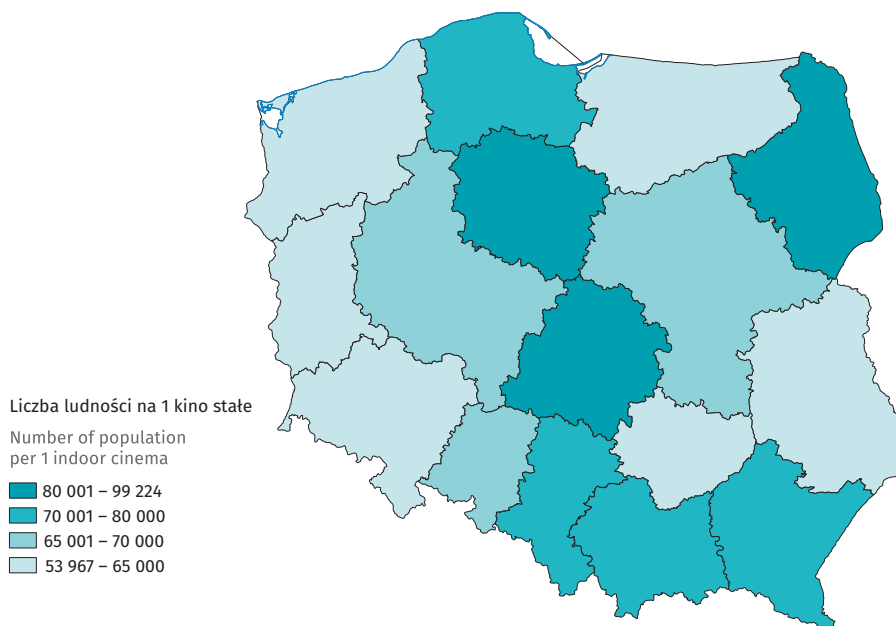 Liczba ludności na 1 kino stałe
Number of population
per 1 indoor cinema
80 001 – 99 224
70 001 – 80 000
65 001 – 70 000
53 967 – 65 000